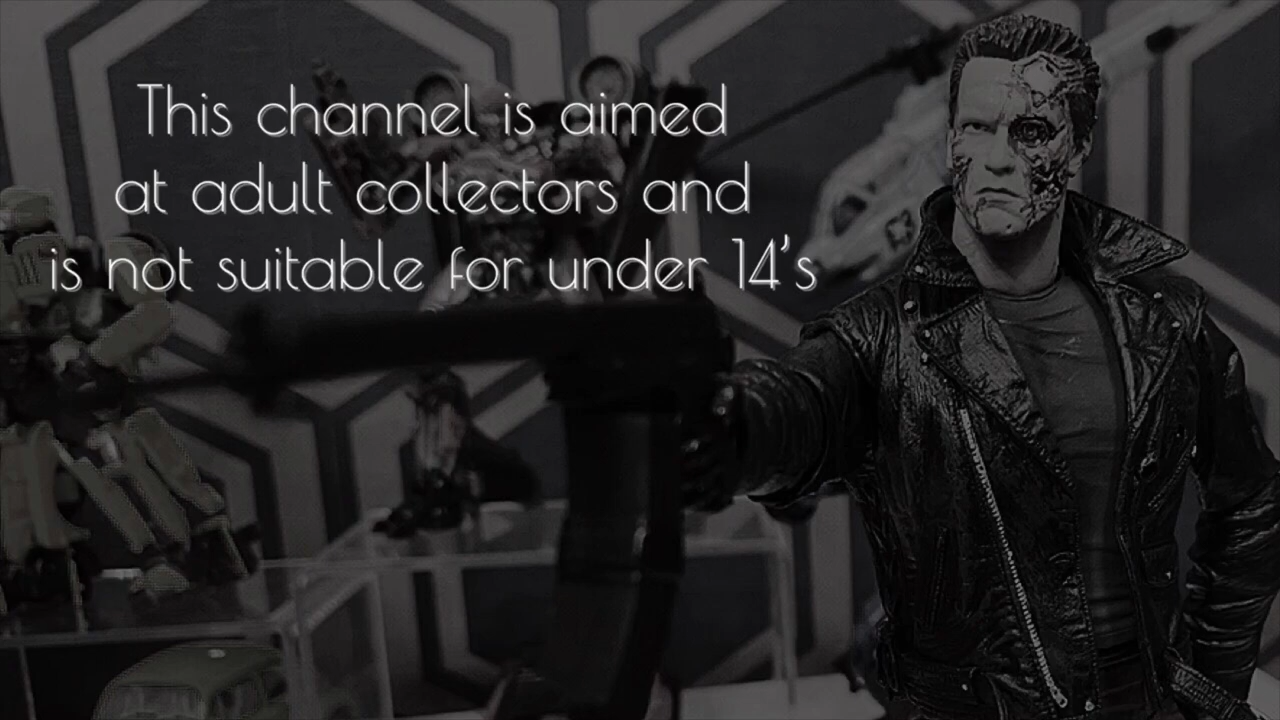 This channel is aimed
at adult collectors and
is not suitable for under 14's